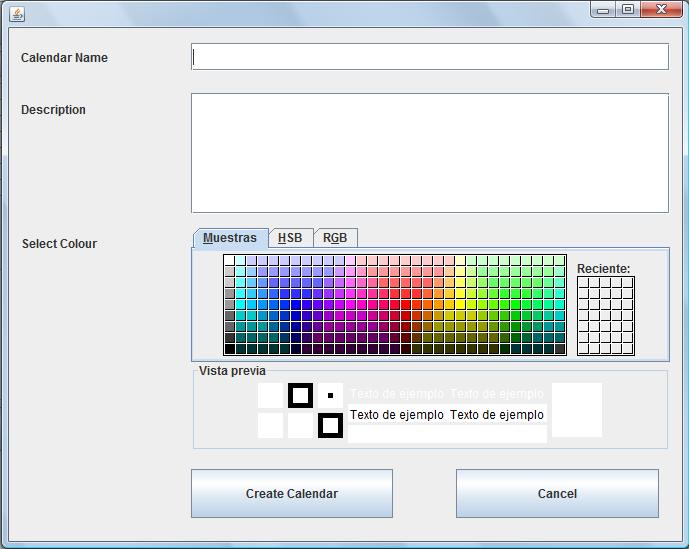 Calendar Name
Description
Select Colour
Muestras HSB RGB
Reciente:
Vista previa
Texto de ejemplo Texto de ejemplo
Texto de ejemplo Texto de ejemplo
Create Calendar Cancel